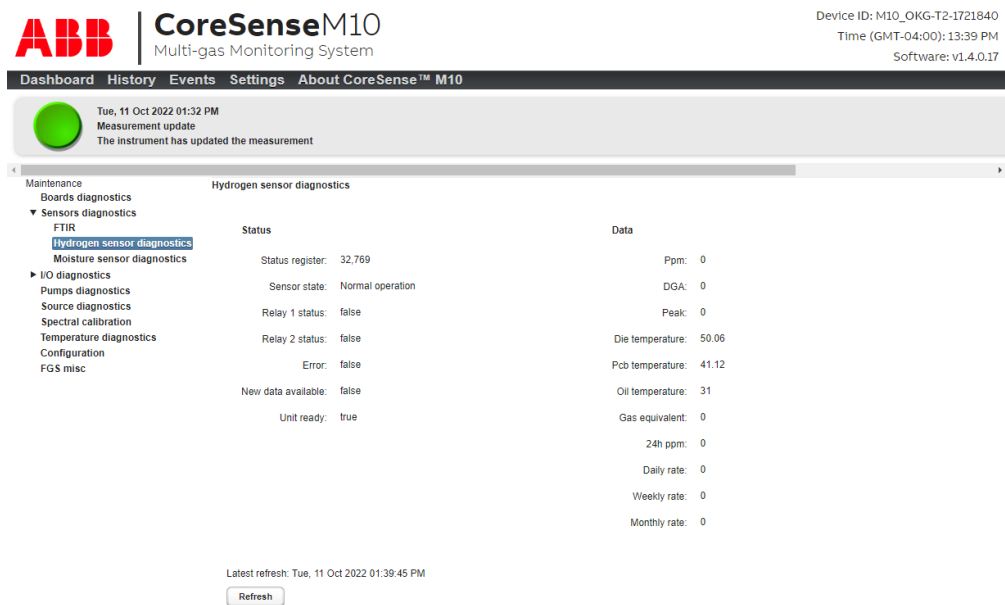 ABB
CoreSenseM10
Multi-gas Monitoring System
Device ID: M10_OKG-T2-1721840
Time (GMT-04:00): 13:39 PM
Software: v1.4.0.17
Dashboard History Events Settings About CoreSense™ M10
Tue, 11 Oct 2022 01:32 PM
Measurement update
The instrument has updated the measurement
Maintenance
Boards diagnostics
▼ Sensors diagnostics
FTIR
Hydrogen sensor diagnostics
Moisture sensor diagnostics
► I/O diagnostics
Pumps diagnostics
Source diagnostics
Spectral calibration
Temperature diagnostics
Configuration
FGS misc
Hydrogen sensor diagnostics
Status
Status register: 32,769
Sensor state: Normal operation
Relay 1 status: false
Relay 2 status: false
Error: false
New data available: false
Unit ready: true
Data
Ppm: 0
DGA: 0
Peak: 0
Die temperature: 50.06
Pcb temperature: 41.12
Oil temperature: 31
Gas equivalent: 0
24h ppm: 0
Daily rate: 0
Weekly rate: 0
Monthly rate: 0
Latest refresh: Tue, 11 Oct 2022 01:39:45 PM
Refresh